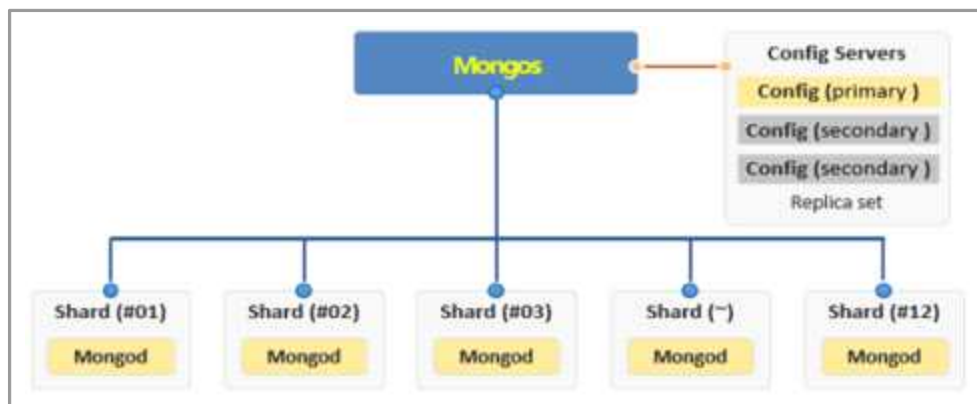 Mongos
Config Servers
Config (primary )
Config (secondary )
Config (secondary )
Replica set
Shard (#01)
Shard (#02)
Shard (#03)
Shard (~)
Shard (#12)
Mongod
Mongod
Mongod
Mongod
Mongod